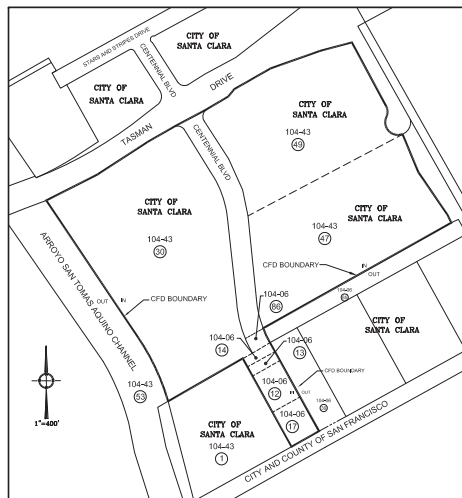 STARS AND STRIPES DRIVE
CENTENNIAL BLVD
CITY OF
SANTA CLARA
CITY OF
SANTA CLARA
TASMAN
DRIVE
CITY OF
SANTA CLARA
104-43
49
CENTENNIAL BLVD
CITY OF
SANTA CLARA
104-43
30
CITY OF
SANTA CLARA
104-43
47
ARROYO SAN TOMAS AQUINO CHANNEL
OUT
IN
CFD BOUNDARY
CFD BOUNDARY
IN
OUT
104-06
86
CITY OF
SANTA CLARA
104-06
14
104-06
13
104-43
53
104-06
12
CFD BOUNDARY
IN
OUT
104-06
17
CITY OF
SANTA CLARA
104-43
1
CITY AND COUNTY OF SAN FRANCISCO
1"=400'